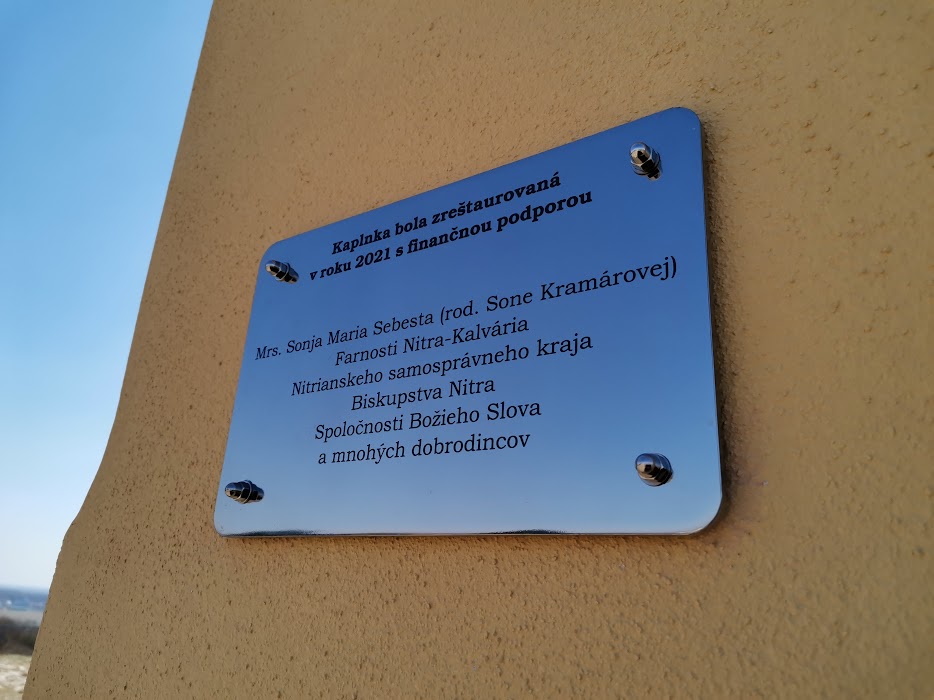 Kaplnka bola zreštaurovaná
v roku 2021 s finančnou podporou
Mrs. Sonja Maria Sebesta (rod. Sone Kramárovej)
Farnosti Nitra-Kalvária
Nitrianskeho samosprávneho kraja
Biskupstva Nitra
Spoločnosti Božieho Slova
a mnohých dobrodincov